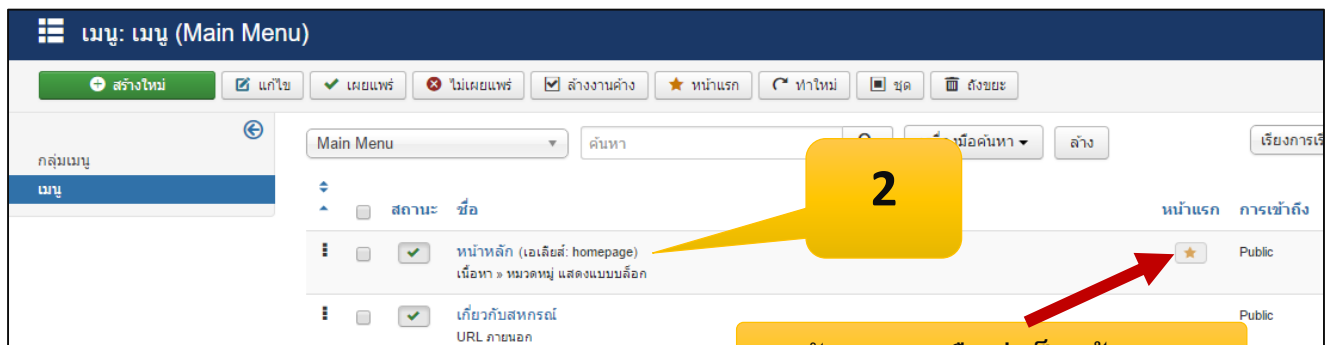 เมนู: เมนู (Main Menu)
สร้างใหม่ แก้ไข เผยแพร่ ไม่เผยแพร่ ล้างงานค้าง หน้าแรก ทำใหม่ ชุด ถังขยะ
กลุ่มเมนู
เมนู
Main Menu ค้นหา ล้าง
2
สถานะ ชื่อ หน้าแรก การเข้าถึง
หน้าหลัก (เอเลียส์: homepage) Public
เนื้อหา » หมวดหมู่ แสดงแบบบล็อก
เกี่ยวกับสหกรณ์ Public
URL ภายนอก